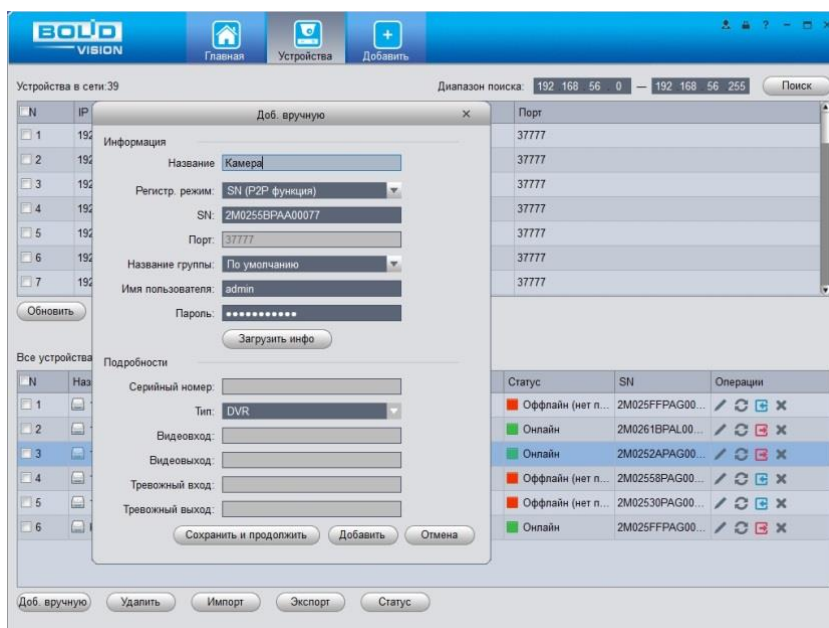 BOLID
VISION
Главная
Устройства
Добавить
?
Устройства в сети:39
Диапазон поиска: 192 168 56 0 — 192 168 56 255 Поиск
N IP Порт
1 192 37777
2 192 37777
3 192 37777
4 192 37777
5 192 37777
6 192 37777
7 192 37777
Обновить
Доб. вручную
Информация
Название Камера
Регистр. режим: SN (P2P функция)
SN: 2M0255BPAA00077
Порт: 37777
Название группы: По умолчанию
Имя пользователя: admin
Пароль: •••••••••••
Загрузить инфо
Подробности
Серийный номер:
Тип: DVR
Видеовход:
Видеовыход:
Тревожный вход:
Тревожный выход:
Сохранить и продолжить Добавить Отмена
Все устройства
N Наз Статус SN Операции
1 Оффлайн (нет п... 2M025FFPAG00...
2 Онлайн 2M0261BPAL00...
3 Онлайн 2M0252APAG00...
4 Оффлайн (нет п... 2M02558PAG00...
5 Оффлайн (нет п... 2M02530PAG00...
6 Онлайн 2M025FFPAG00...
Доб. вручную Удалить Импорт Экспорт Статус